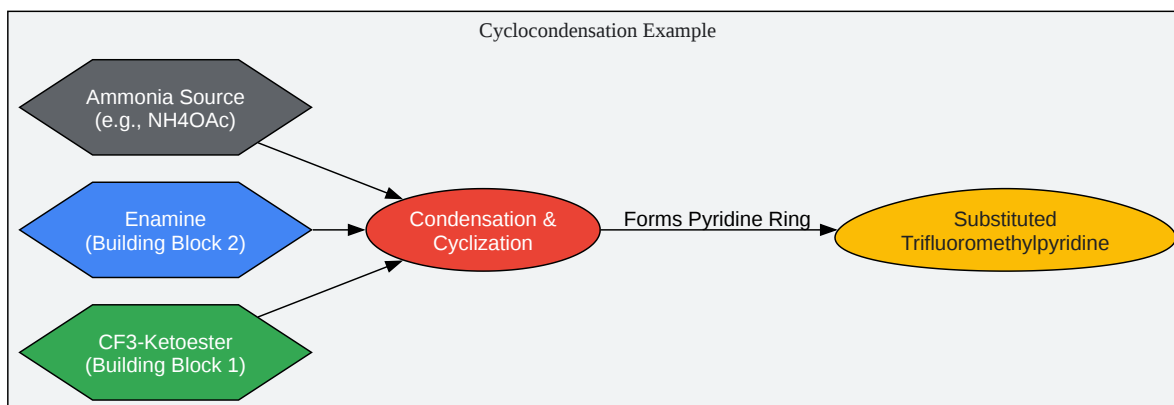 Cyclocondensation Example
Ammonia Source
(e.g., NH4OAc)
Enamine
(Building Block 2)
CF3-Ketoester
(Building Block 1)
Condensation &
Cyclization
Forms Pyridine Ring
Substituted
Trifluoromethylpyridine